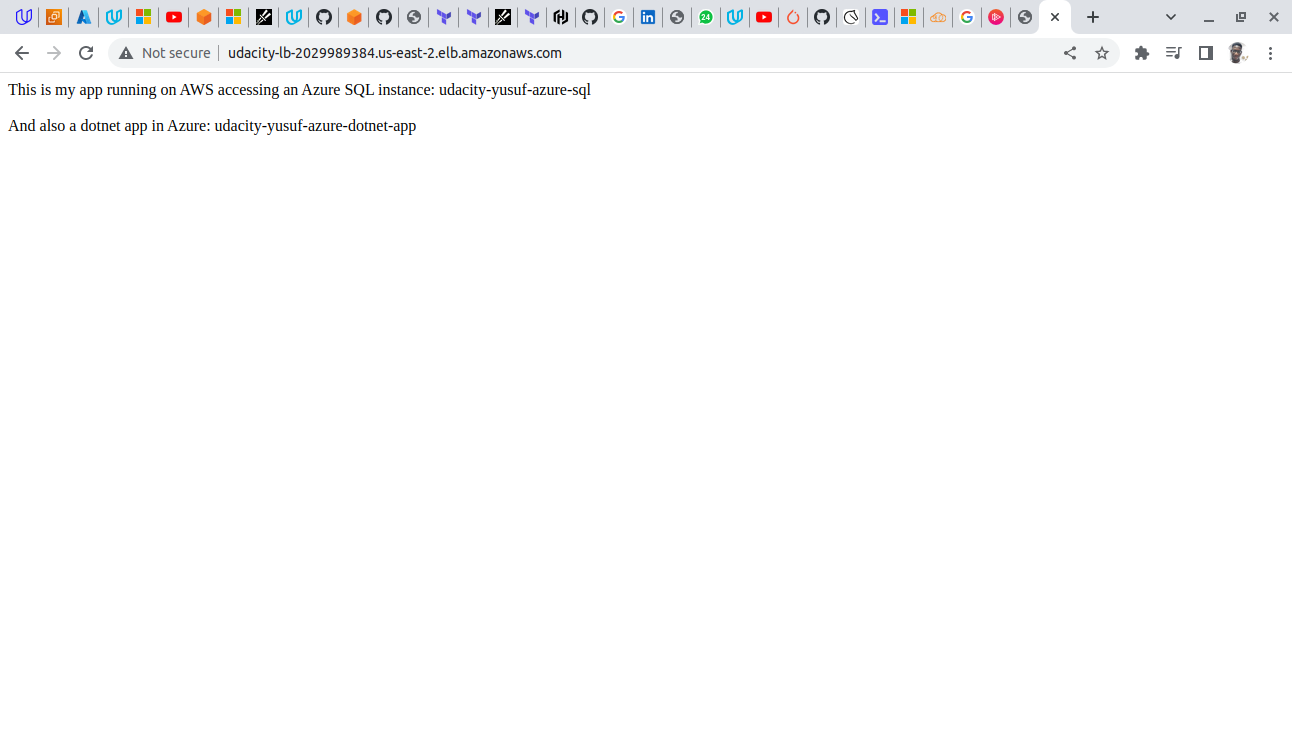 24
Not secure
udacity-lb-2029989384.us-east-2.elb.amazonaws.com
This is my app running on AWS accessing an Azure SQL instance: udacity-yusuf-azure-sql
And also a dotnet app in Azure: udacity-yusuf-azure-dotnet-app